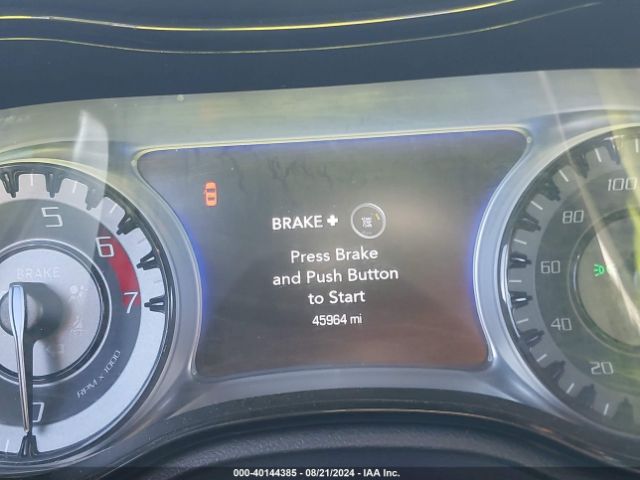 BRAKE +
Press Brake
and Push Button
to Start
45964 mi
5
6
7
0
BRAKE
RPM x 1000
100
80
60
40
20
000-40144385 - 08/21/2024 - IAA Inc.